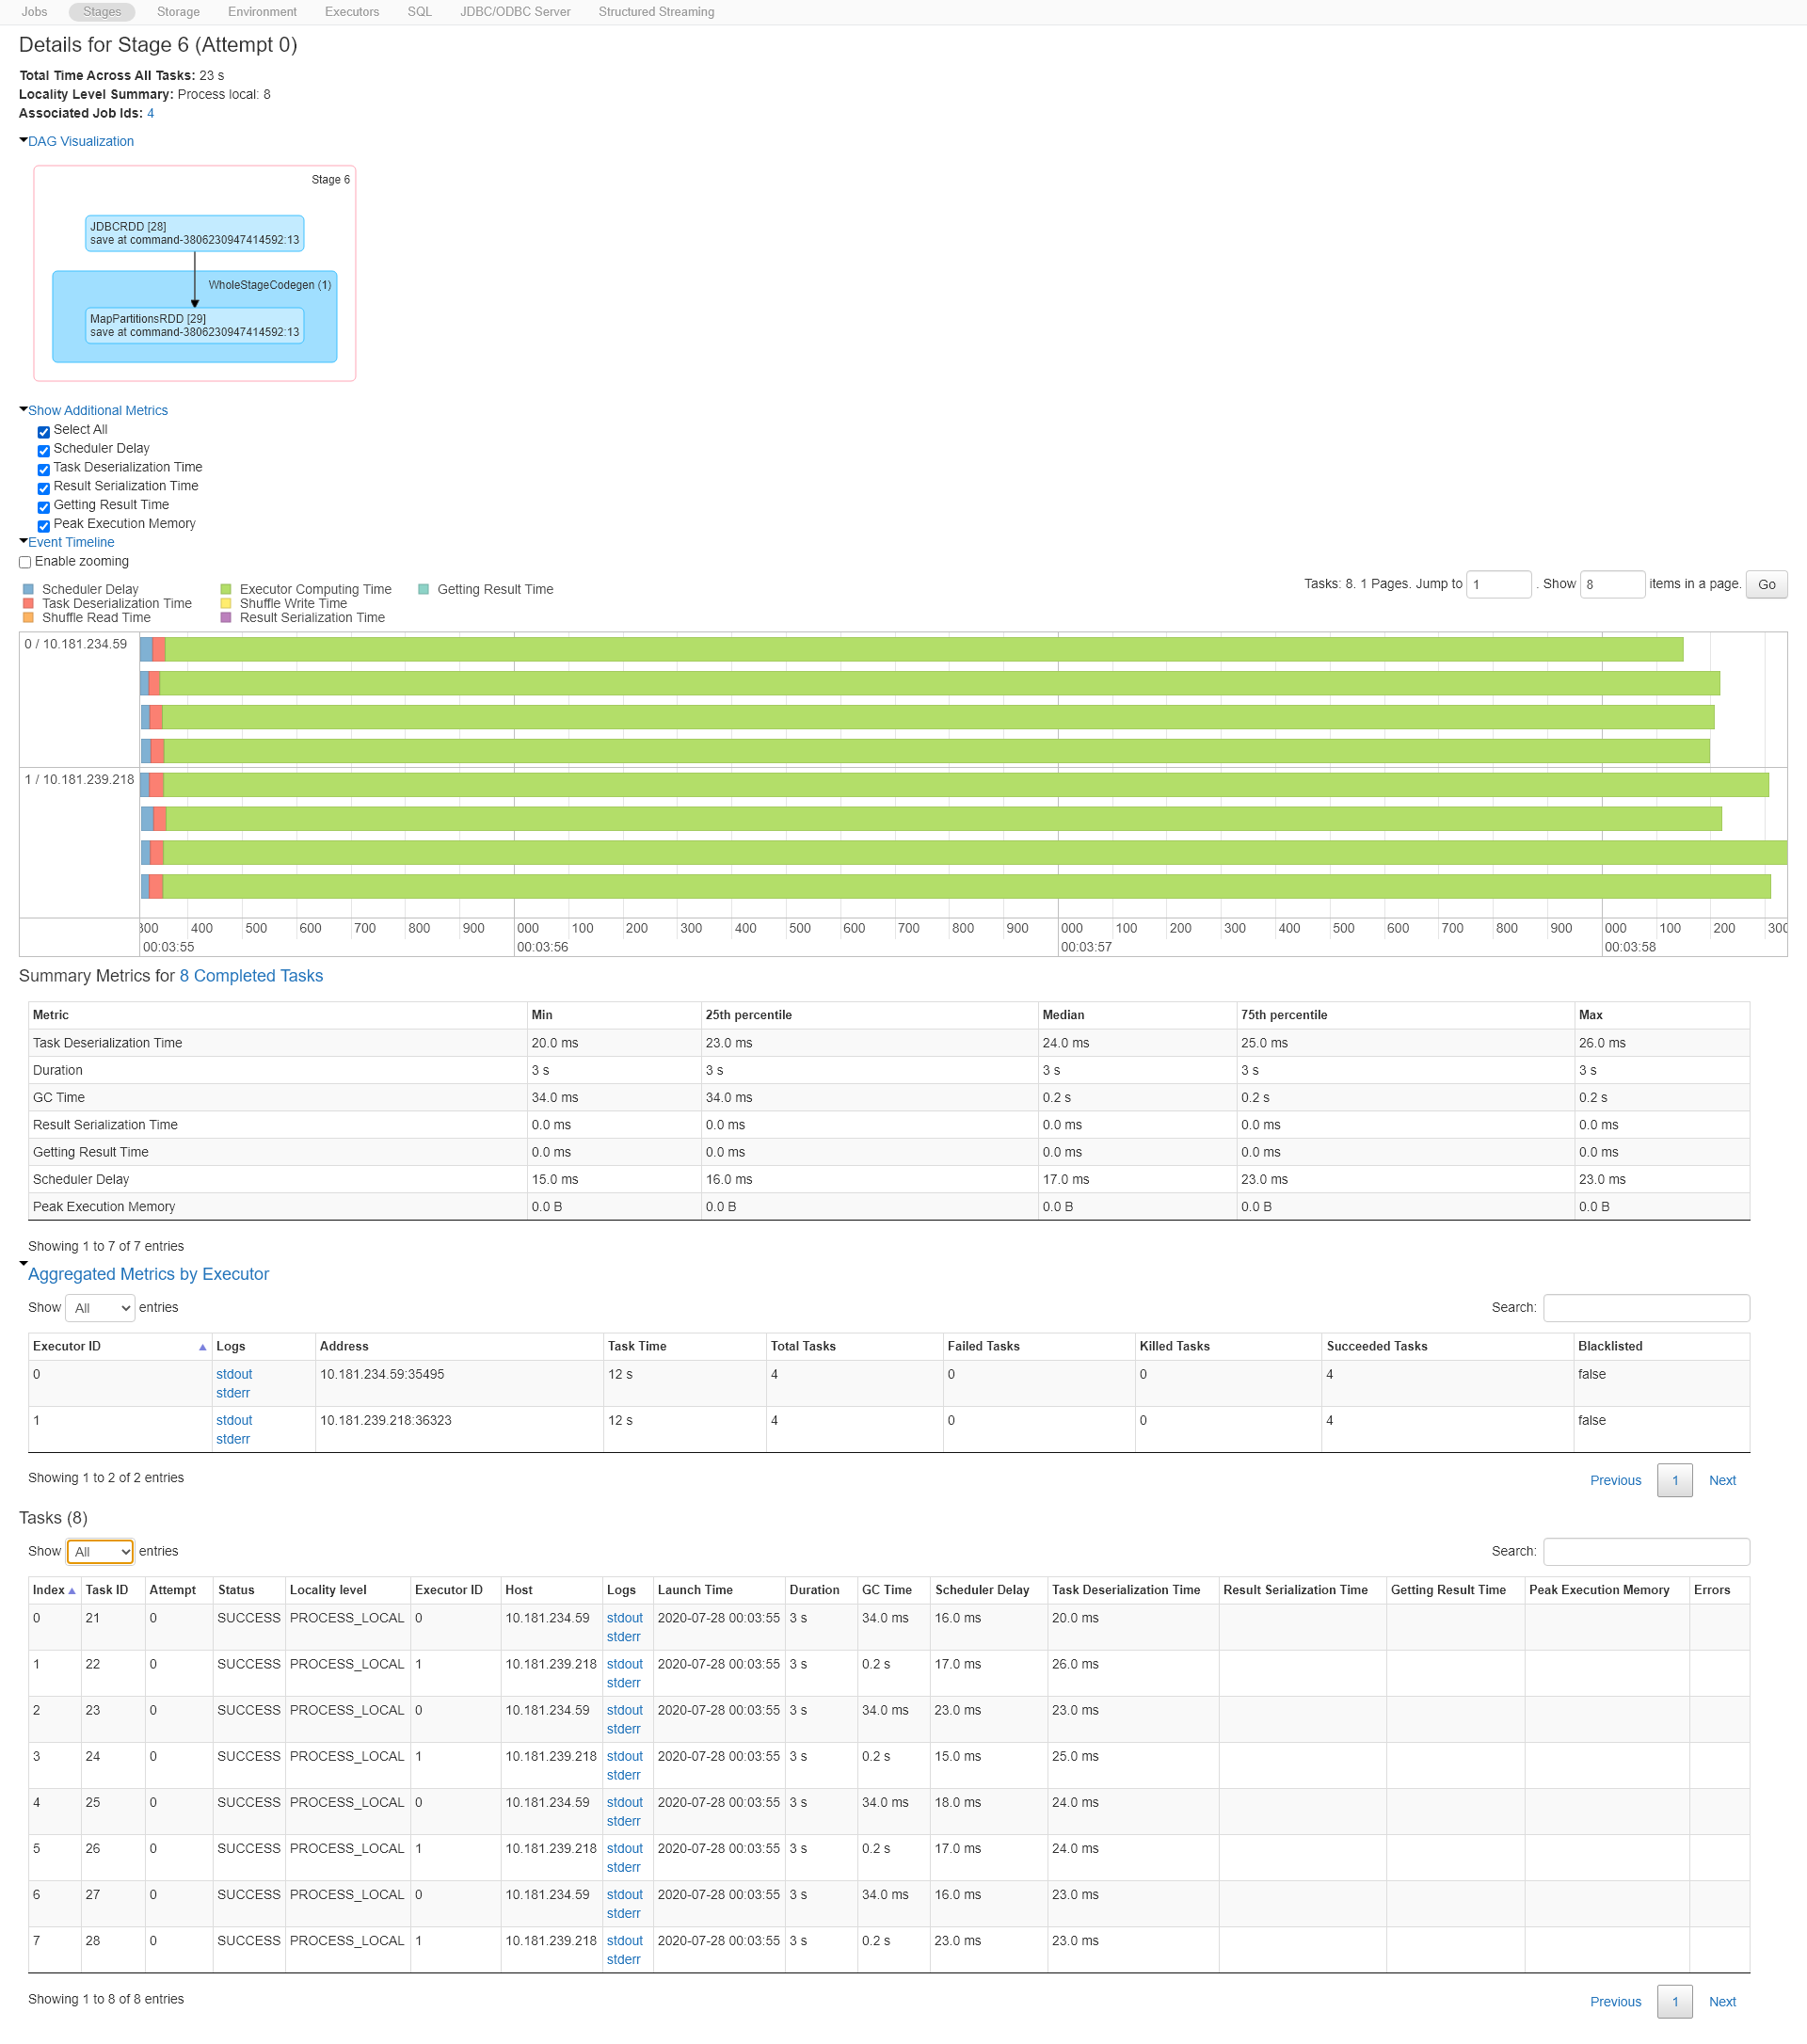 Jobs Stages Storage Environment Executors SQL JDBC/ODBC Server Structured Streaming
Details for Stage 6 (Attempt 0)
Total Time Across All Tasks: 23 s
Locality Level Summary: Process local: 8
Associated Job Ids: 4
DAG Visualization
Stage 6
JDBCRDD [28]
save at command-3806230947414592:13
WholeStageCodegen (1)
MapPartitionsRDD [29]
save at command-3806230947414592:13
Show Additional Metrics
Select All
Scheduler Delay
Task Deserialization Time
Result Serialization Time
Getting Result Time
Peak Execution Memory
Event Timeline
Enable zooming
Tasks: 8. 1 Pages. Jump to 1 . Show 8 items in a page. Go
Scheduler Delay Executor Computing Time Getting Result Time
Task Deserialization Time Shuffle Write Time
Shuffle Read Time Result Serialization Time
0 / 10.181.234.59
1 / 10.181.239.218
300 400 500 600 700 800 900 000 100 200 300 400 500 600 700 800 900 000 100 200 300 400 500 600 700 800 900 000 100 200 300
00:03:55 00:03:56 00:03:57 00:03:58
Summary Metrics for 8 Completed Tasks
Metric Min 25th percentile Median 75th percentile Max
Task Deserialization Time 20.0 ms 23.0 ms 24.0 ms 25.0 ms 26.0 ms
Duration 3 s 3 s 3 s 3 s 3 s
GC Time 34.0 ms 34.0 ms 0.2 s 0.2 s 0.2 s
Result Serialization Time 0.0 ms 0.0 ms 0.0 ms 0.0 ms 0.0 ms
Getting Result Time 0.0 ms 0.0 ms 0.0 ms 0.0 ms 0.0 ms
Scheduler Delay 15.0 ms 16.0 ms 17.0 ms 23.0 ms 23.0 ms
Peak Execution Memory 0.0 B 0.0 B 0.0 B 0.0 B 0.0 B
Showing 1 to 7 of 7 entries
Aggregated Metrics by Executor
Show All entries Search:
Executor ID Logs Address Task Time Total Tasks Failed Tasks Killed Tasks Succeeded Tasks Blacklisted
0 stdout 10.181.234.59:35495 12 s 4 0 0 4 false
stderr
1 stdout 10.181.239.218:36323 12 s 4 0 0 4 false
stderr
Showing 1 to 2 of 2 entries Previous 1 Next
Tasks (8)
Show All entries Search:
Index Task ID Attempt Status Locality level Executor ID Host Logs Launch Time Duration GC Time Scheduler Delay Task Deserialization Time Result Serialization Time Getting Result Time Peak Execution Memory Errors
0 21 0 SUCCESS PROCESS_LOCAL 0 10.181.234.59 stdout 2020-07-28 00:03:55 3 s 34.0 ms 16.0 ms 20.0 ms
stderr
1 22 0 SUCCESS PROCESS_LOCAL 1 10.181.239.218 stdout 2020-07-28 00:03:55 3 s 0.2 s 17.0 ms 26.0 ms
stderr
2 23 0 SUCCESS PROCESS_LOCAL 0 10.181.234.59 stdout 2020-07-28 00:03:55 3 s 34.0 ms 23.0 ms 23.0 ms
stderr
3 24 0 SUCCESS PROCESS_LOCAL 1 10.181.239.218 stdout 2020-07-28 00:03:55 3 s 0.2 s 15.0 ms 25.0 ms
stderr
4 25 0 SUCCESS PROCESS_LOCAL 0 10.181.234.59 stdout 2020-07-28 00:03:55 3 s 34.0 ms 18.0 ms 24.0 ms
stderr
5 26 0 SUCCESS PROCESS_LOCAL 1 10.181.239.218 stdout 2020-07-28 00:03:55 3 s 0.2 s 17.0 ms 24.0 ms
stderr
6 27 0 SUCCESS PROCESS_LOCAL 0 10.181.234.59 stdout 2020-07-28 00:03:55 3 s 34.0 ms 16.0 ms 23.0 ms
stderr
7 28 0 SUCCESS PROCESS_LOCAL 1 10.181.239.218 stdout 2020-07-28 00:03:55 3 s 0.2 s 23.0 ms 23.0 ms
stderr
Showing 1 to 8 of 8 entries Previous 1 Next